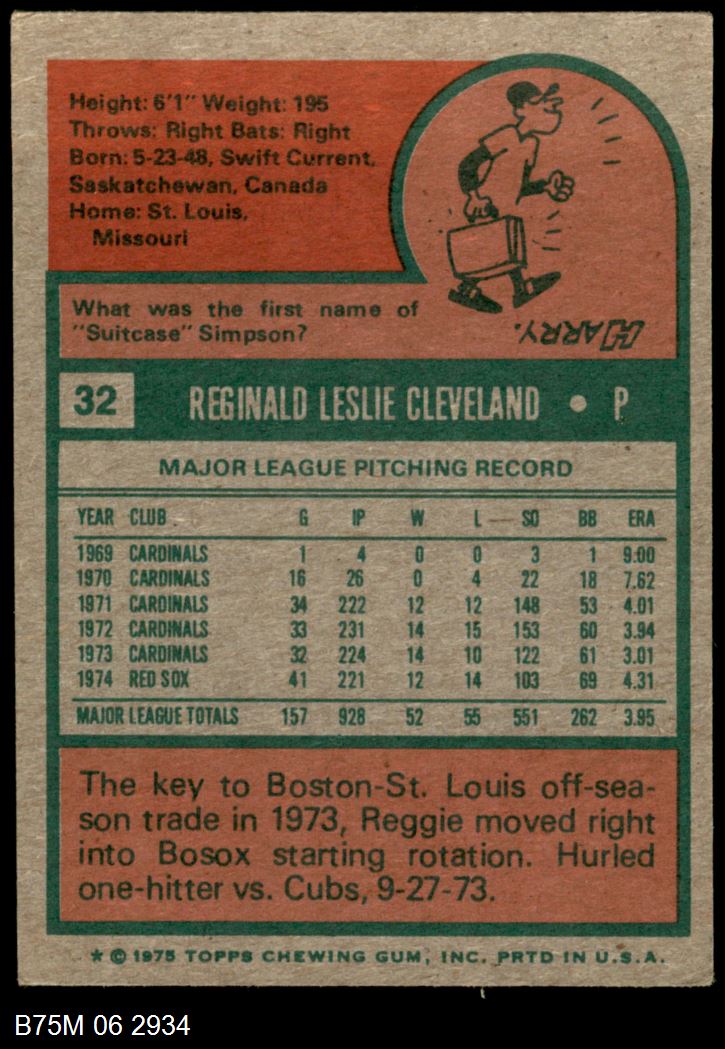 Height: 6'1" Weight: 195
Throws: Right Bats: Right
Born: 5-23-48, Swift Current,
Saskatchewan, Canada
Home: St. Louis,
Missouri
What was the first name of
"Suitcase" Simpson?
HARRY.
32 REGINALD LESLIE CLEVELAND • P
MAJOR LEAGUE PITCHING RECORD
YEAR CLUB G IP W L SO BB ERA
1969 CARDINALS 1 4 0 0 3 1 9.00
1970 CARDINALS 16 26 0 4 22 18 7.62
1971 CARDINALS 34 222 12 12 148 53 4.01
1972 CARDINALS 33 231 14 15 153 60 3.94
1973 CARDINALS 32 224 14 10 122 61 3.01
1974 RED SOX 41 221 12 14 103 69 4.31
MAJOR LEAGUE TOTALS 157 928 52 55 551 262 3.95
The key to Boston-St. Louis off-sea-
son trade in 1973, Reggie moved right
into Bosox starting rotation. Hurled
one-hitter vs. Cubs, 9-27-73.
* © 1975 TOPPS CHEWING GUM, INC. PRTD IN U.S.A.
B75M 06 2934